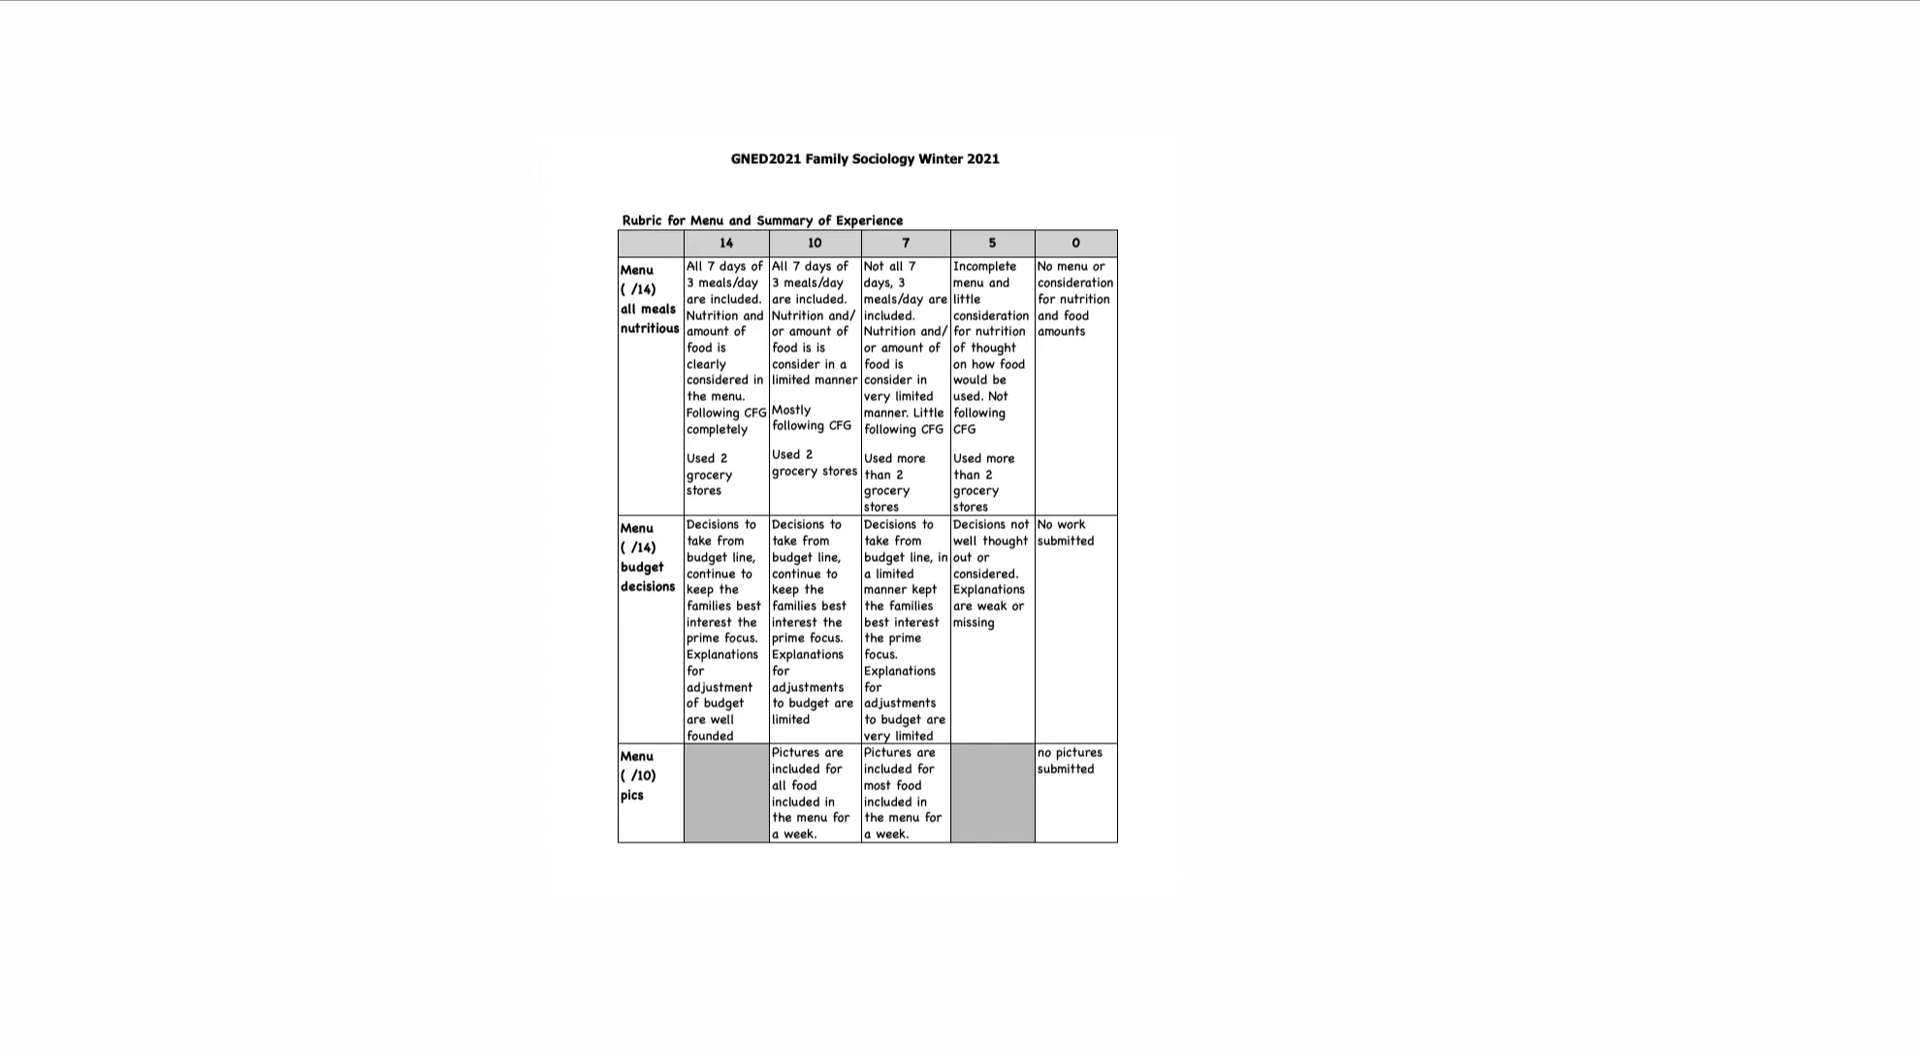 GNED2021 Family Sociology Winter 2021
Rubric for Menu and Summary of Experience
14 10 7 5 0
Menu
( /14)
all meals
nutritious
All 7 days of
3 meals/day
are included.
Nutrition and
amount of
food is
clearly
considered in
the menu.
Following CFG
completely
Used 2
grocery
stores
All 7 days of
3 meals/day
are included.
Nutrition and/
or amount of
food is is
consider in a
limited manner
Mostly
following CFG
Used 2
grocery stores
Not all 7
days, 3
meals/day are
included.
Nutrition and/
or amount of
food is
consider in
very limited
manner. Little
following CFG
Used more
than 2
grocery
stores
Incomplete
menu and
little
consideration
for nutrition
of thought
on how food
would be
used. Not
following
CFG
Used more
than 2
grocery
stores
No menu or
consideration
for nutrition
and food
amounts
Menu
( /14)
budget
decisions
Decisions to
take from
budget line,
continue to
keep the
families best
interest the
prime focus.
Explanations
for
adjustment
of budget
are well
founded
Decisions to
take from
budget line,
continue to
keep the
families best
interest the
prime focus.
Explanations
for
adjustments
to budget are
limited
Decisions to
take from
budget line, in
a limited
manner kept
the families
best interest
the prime
focus.
Explanations
for
adjustments
to budget are
very limited
Decisions not
well thought
out or
considered.
Explanations
are weak or
missing
No work
submitted
Menu
( /10)
pics
Pictures are
included for
all food
included in
the menu for
a week.
Pictures are
included for
most food
included in
the menu for
a week.
no pictures
submitted